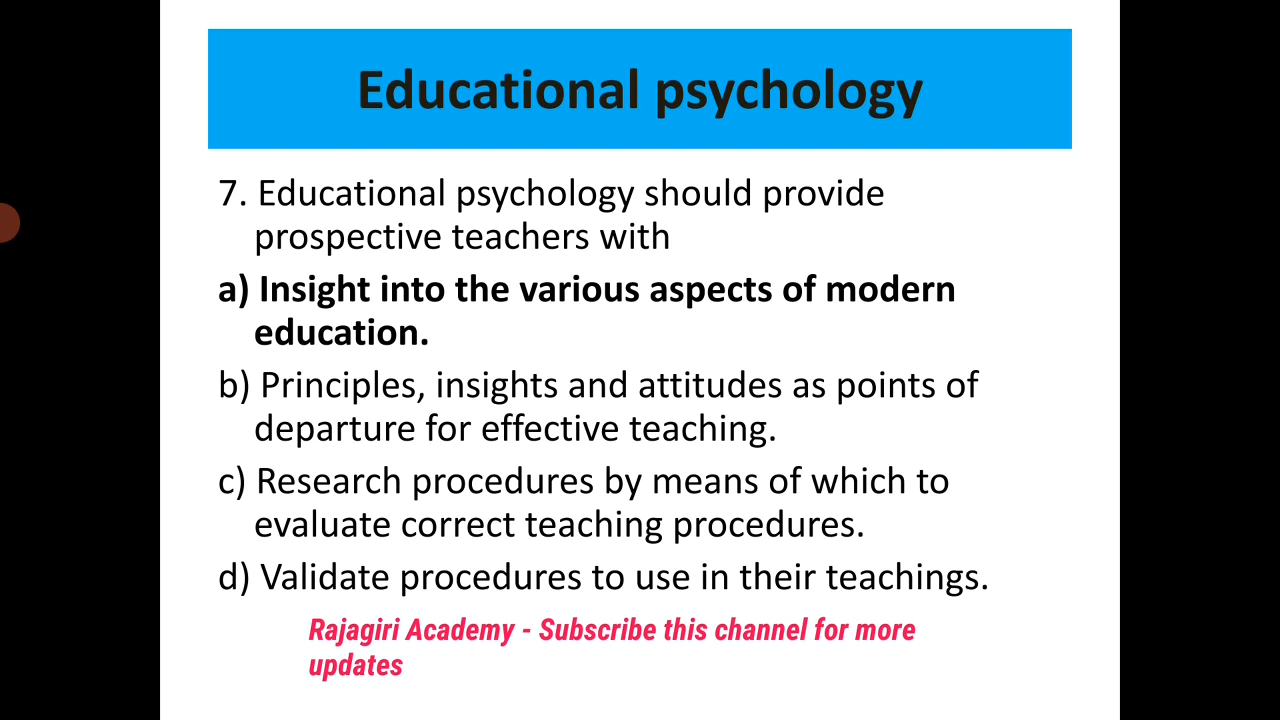 Educational psychology
7. Educational psychology should provide
prospective teachers with
a) Insight into the various aspects of modern
education.
b) Principles, insights and attitudes as points of
departure for effective teaching.
c) Research procedures by means of which to
evaluate correct teaching procedures.
d) Validate procedures to use in their teachings.
Rajagiri Academy - Subscribe this channel for more
updates